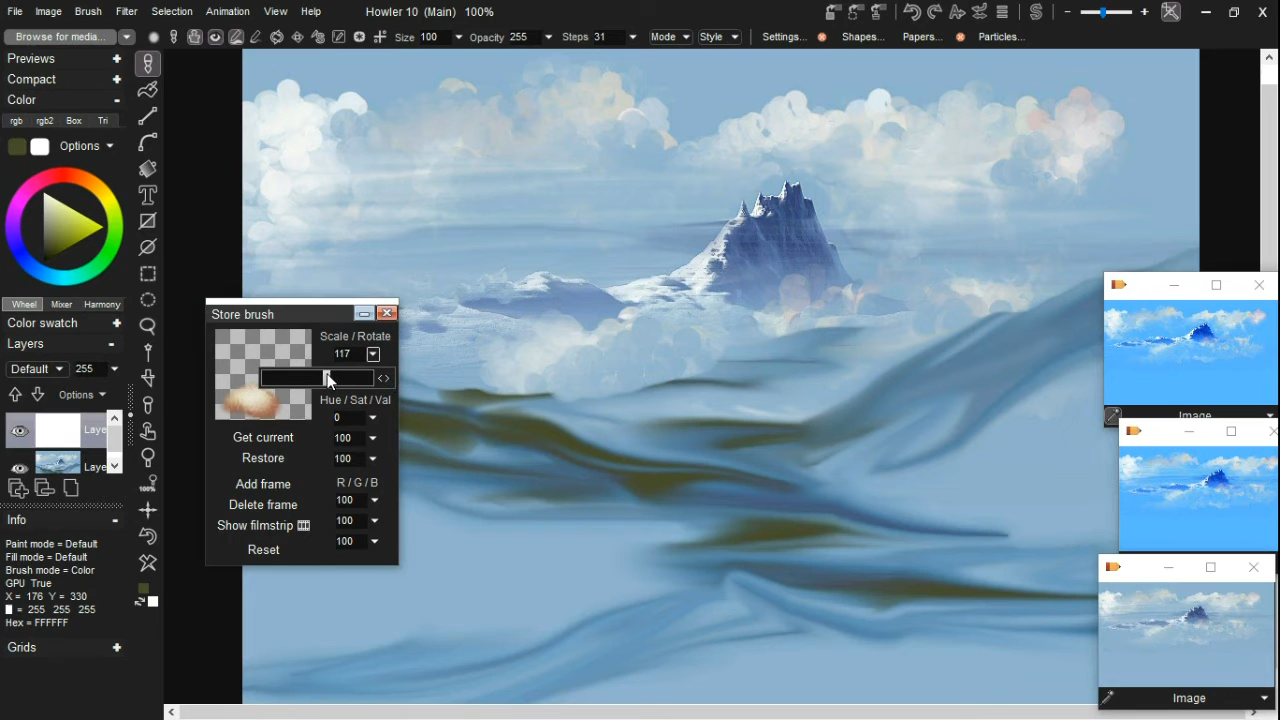 File Image Brush Filter Selection Animation View Help Howler 10 (Main) 100%
Browse for media... Size 100 Opacity 255 Steps 31 Mode Style Settings... Shapes... Papers... Particles...
Previews +
Compact +
Color -
rgb rgb2 Box Tri
Options
Wheel Mixer Harmony
Color swatch +
Layers -
Default 255
Options
Laye
Laye
100%
Info -
Paint mode = Default
Fill mode = Default
Brush mode = Color
GPU True
X = 176 Y = 330
= 255 255 255
Hex = FFFFFF
Grids +
Store brush
Scale / Rotate
117
Hue / Sat / Val
0
Get current 100
Restore 100
Add frame R / G / B
Delete frame 100
Show filmstrip 100
Reset 100
Image
Image